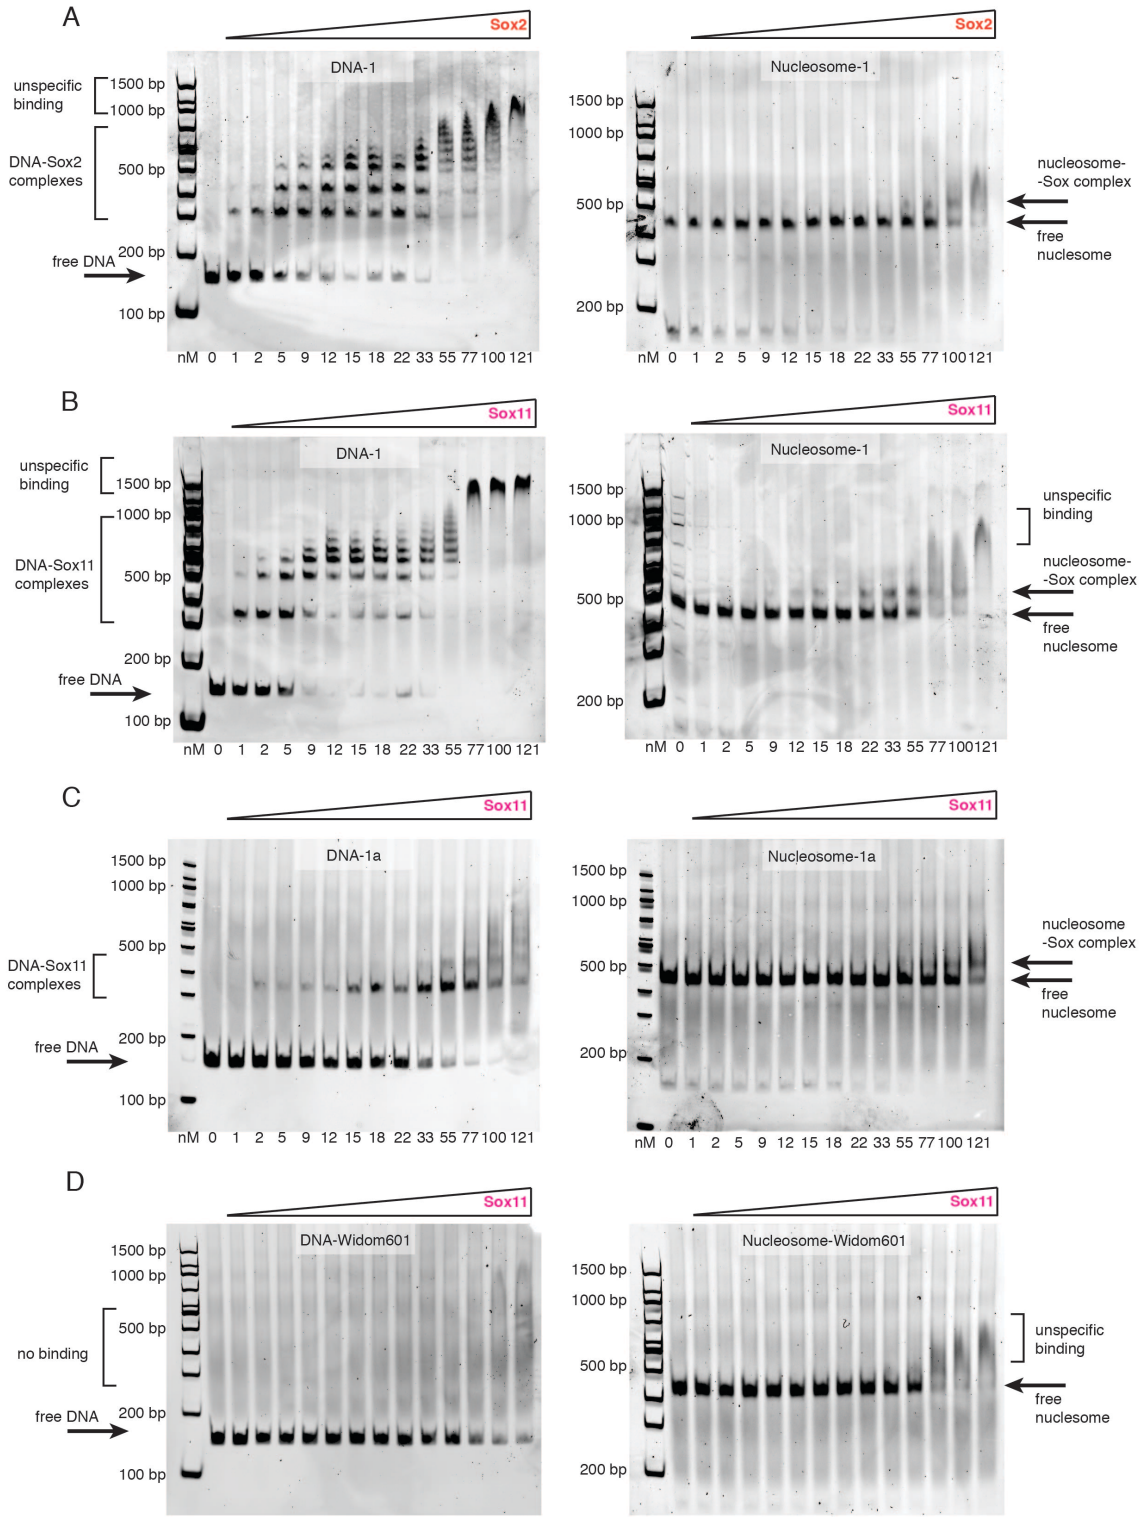 A
Sox2
DNA-1
unspecific
binding
1500 bp
1000 bp
DNA-Sox2
complexes
500 bp
200 bp
free DNA
100 bp
nM 0 1 2 5 9 12 15 18 22 33 55 77 100 121
Sox2
Nucleosome-1
1500 bp
1000 bp
500 bp
200 bp
nucleosome-
-Sox complex
free
nuclesome
nM 0 1 2 5 9 12 15 18 22 33 55 77 100 121
B
Sox11
DNA-1
unspecific
binding
1500 bp
1000 bp
DNA-Sox11
complexes
500 bp
200 bp
free DNA
100 bp
nM 0 1 2 5 9 12 15 18 22 33 55 77 100 121
Sox11
Nucleosome-1
1500 bp
1000 bp
500 bp
200 bp
unspecific
binding
nucleosome-
-Sox complex
free
nuclesome
nM 0 1 2 5 9 12 15 18 22 33 55 77 100 121
C
Sox11
DNA-1a
1500 bp
1000 bp
500 bp
DNA-Sox11
complexes
200 bp
free DNA
100 bp
nM 0 1 2 5 9 12 15 18 22 33 55 77 100 121
Sox11
Nucleosome-1a
1500 bp
1000 bp
500 bp
200 bp
nucleosome
-Sox complex
free
nuclesome
nM 0 1 2 5 9 12 15 18 22 33 55 77 100 121
D
Sox11
DNA-Widom601
1500 bp
1000 bp
500 bp
no binding
200 bp
free DNA
100 bp
Sox11
Nucleosome-Widom601
1500 bp
1000 bp
500 bp
200 bp
unspecific
binding
free
nuclesome